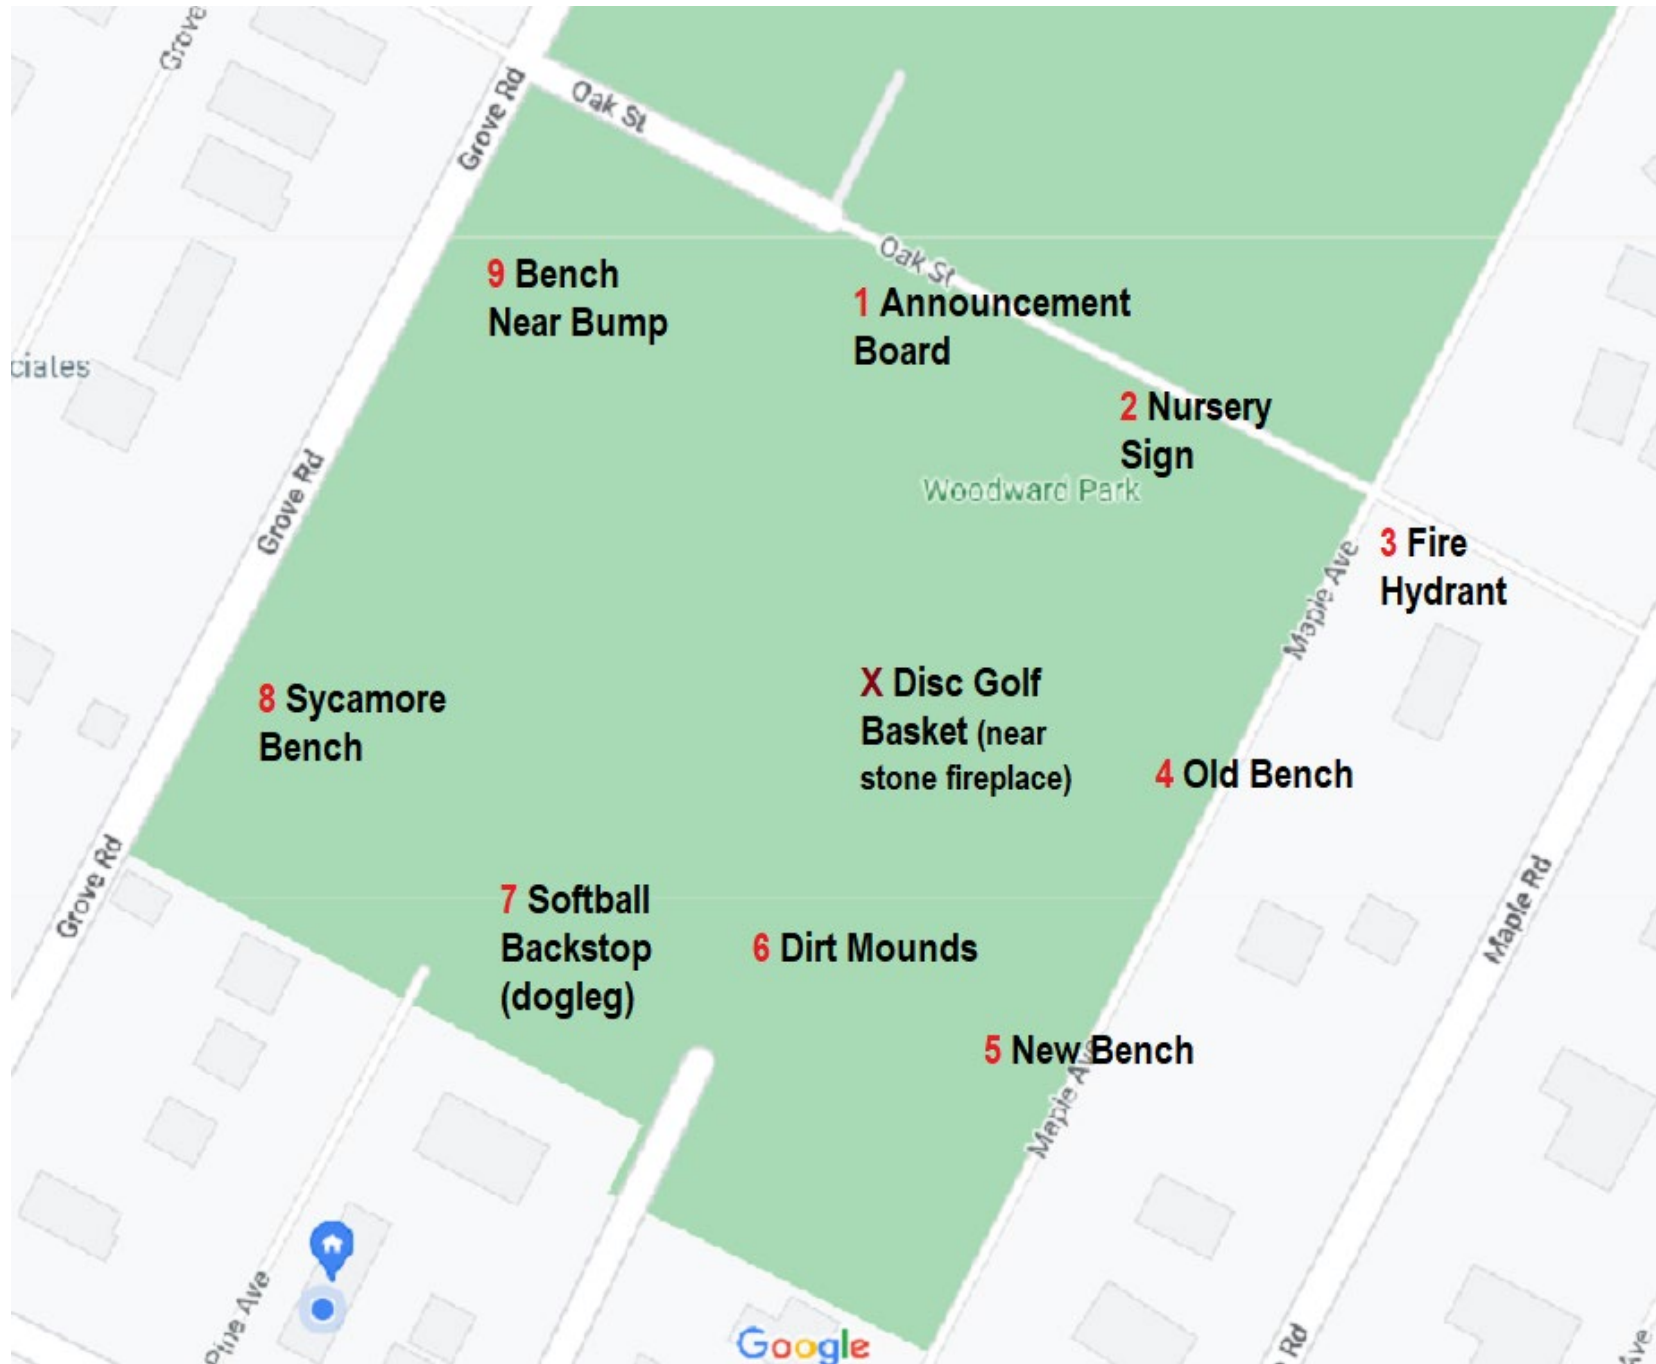 Grove
Grove Rd
Oak St
Oak St
9 Bench
Near Bump
1 Announcement
Board
ciates
2 Nursery
Sign
Woodward Park
Grove Rd
3 Fire
Hydrant
Maple Ave
8 Sycamore
Bench
X Disc Golf
Basket (near
stone fireplace)
4 Old Bench
Grove Rd
7 Softball
Backstop
(dogleg)
6 Dirt Mounds
Maple Rd
5 New Bench
Maple Ave
Pine Ave
Google
Rd
Ave